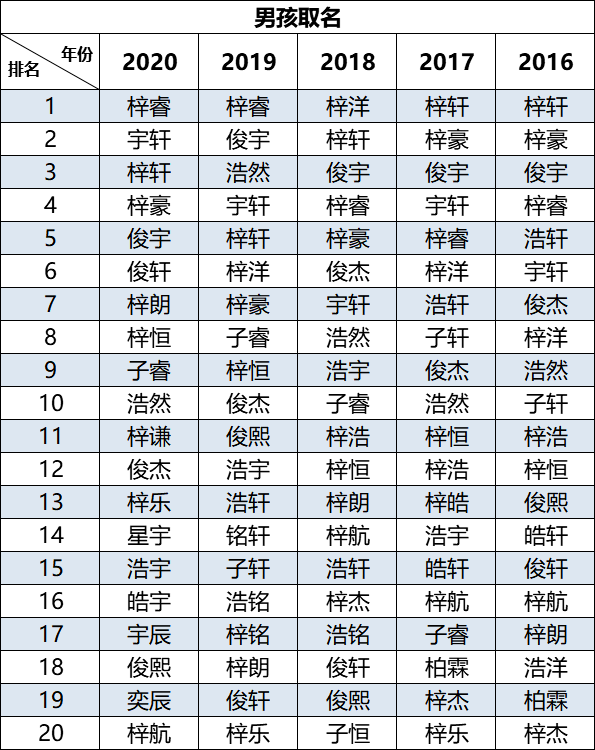 男孩取名
年份
排名 2020 2019 2018 2017 2016
1 梓睿 梓睿 梓洋 梓轩 梓轩
2 宇轩 俊宇 梓轩 梓豪 梓豪
3 梓轩 浩然 俊宇 俊宇 俊宇
4 梓豪 宇轩 梓睿 宇轩 梓睿
5 俊宇 梓轩 梓豪 梓睿 浩轩
6 俊轩 梓洋 俊杰 梓洋 宇轩
7 梓朗 梓豪 宇轩 浩轩 俊杰
8 梓恒 子睿 浩然 子轩 梓洋
9 子睿 梓恒 浩宇 俊杰 浩然
10 浩然 俊杰 子睿 浩然 子轩
11 梓谦 俊熙 梓浩 梓恒 梓浩
12 俊杰 浩宇 梓恒 梓浩 梓恒
13 梓乐 浩轩 梓朗 梓皓 俊熙
14 星宇 铭轩 梓航 浩宇 皓轩
15 浩宇 子轩 浩轩 皓轩 俊轩
16 皓宇 浩铭 梓杰 梓航 梓航
17 宇辰 梓铭 浩铭 子睿 梓朗
18 俊熙 梓朗 俊轩 柏霖 浩洋
19 奕辰 俊轩 俊熙 梓杰 柏霖
20 梓航 梓乐 子恒 梓乐 梓杰